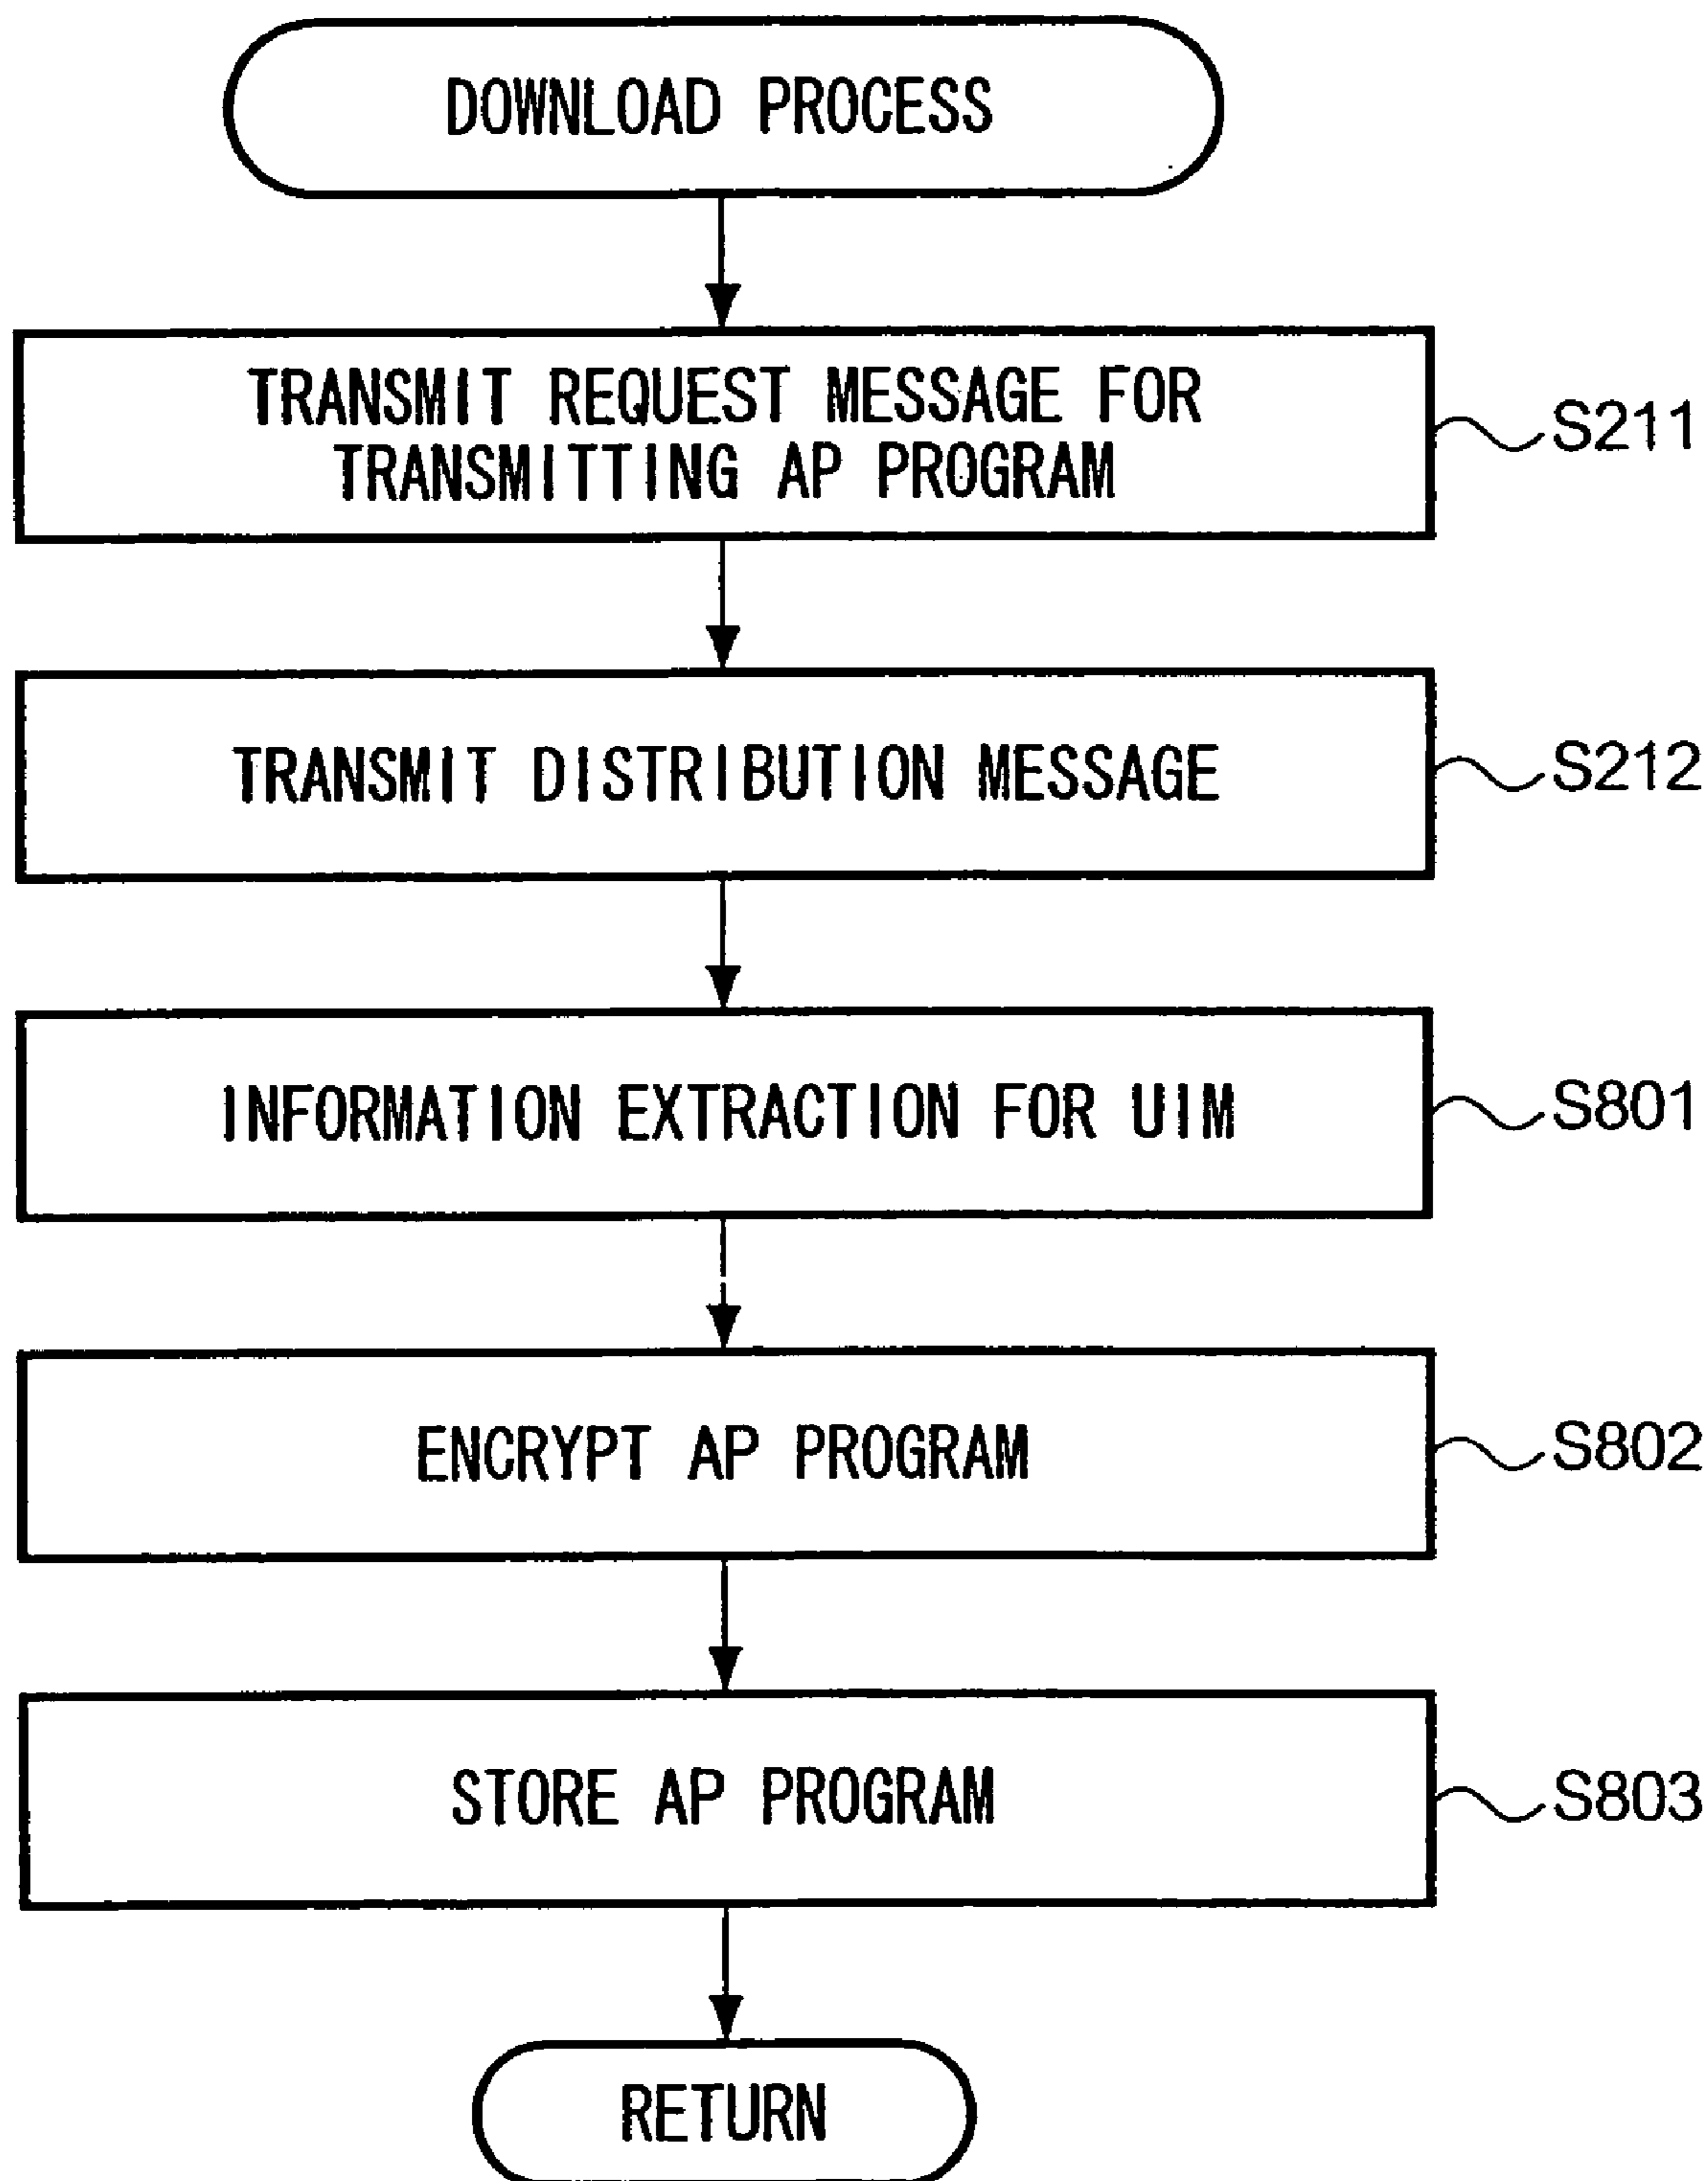 DOWNLOAD PROCESS
TRANSMIT REQUEST MESSAGE FOR
TRANSMITTING AP PROGRAM
S211
TRANSMIT DISTRIBUTION MESSAGE
S212
INFORMATION EXTRACTION FOR UIM
S801
ENCRYPT AP PROGRAM
S802
STORE AP PROGRAM
S803
RETURN